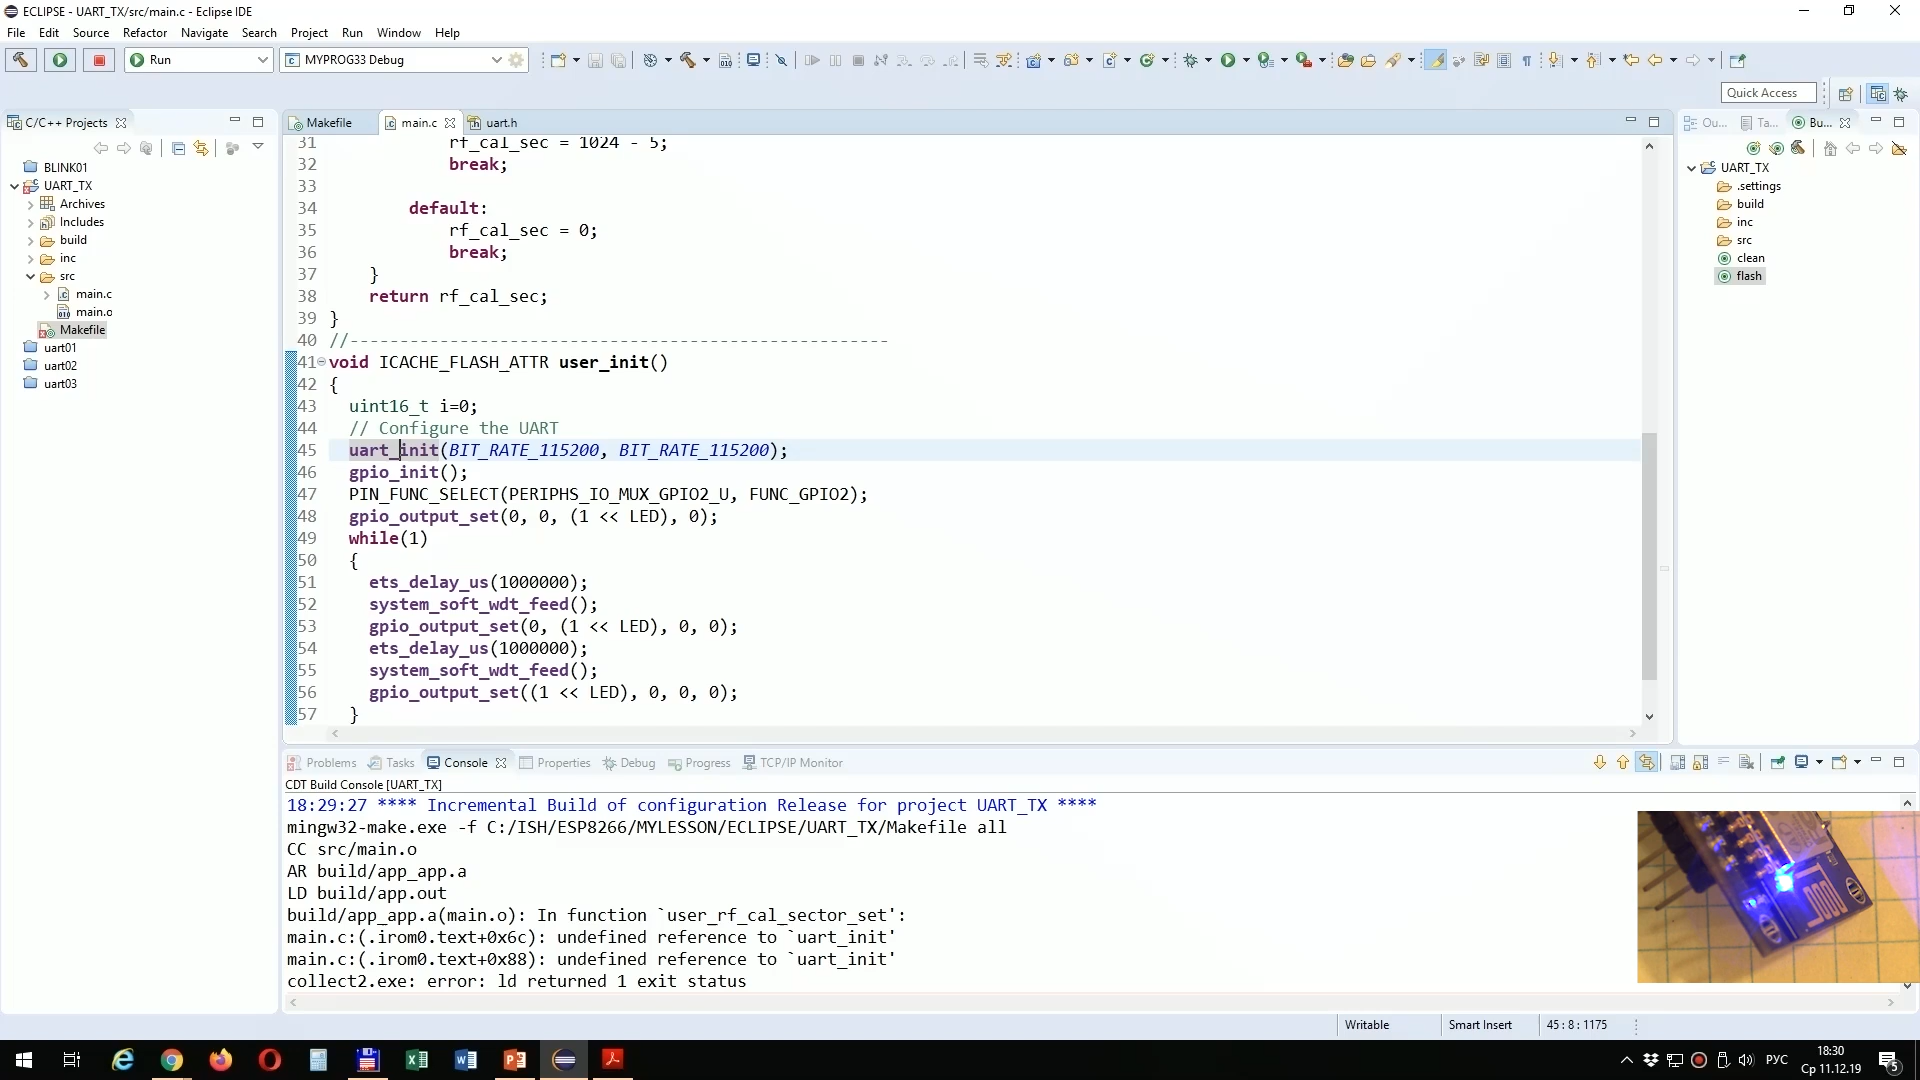 ECLIPSE - UART_TX/src/main.c - Eclipse IDE
File Edit Source Refactor Navigate Search Project Run Window Help
Run
MYPROG33 Debug
Quick Access
C/C++ Projects
BLINK01
UART_TX
Archives
Includes
build
inc
src
main.c
main.o
Makefile
uart01
uart02
uart03
Makefile main.c uart.h
31 rf_cal_sec = 1024 - 5;
32 break;
33
34 default:
35 rf_cal_sec = 0;
36 break;
37 }
38 return rf_cal_sec;
39 }
40 //------------------------------------------------------
41 void ICACHE_FLASH_ATTR user_init()
42 {
43 uint16_t i=0;
44 // Configure the UART
45 uart_init(BIT_RATE_115200, BIT_RATE_115200);
46 gpio_init();
47 PIN_FUNC_SELECT(PERIPHS_IO_MUX_GPIO2_U, FUNC_GPIO2);
48 gpio_output_set(0, 0, (1 << LED), 0);
49 while(1)
50 {
51 ets_delay_us(1000000);
52 system_soft_wdt_feed();
53 gpio_output_set(0, (1 << LED), 0, 0);
54 ets_delay_us(1000000);
55 system_soft_wdt_feed();
56 gpio_output_set((1 << LED), 0, 0, 0);
57 }
Ou... Ta... Bu...
UART_TX
.settings
build
inc
src
clean
flash
Problems Tasks Console Properties Debug Progress TCP/IP Monitor
CDT Build Console [UART_TX]
18:29:27 **** Incremental Build of configuration Release for project UART_TX ****
mingw32-make.exe -f C:/ISH/ESP8266/MYLESSON/ECLIPSE/UART_TX/Makefile all
CC src/main.o
AR build/app_app.a
LD build/app.out
build/app_app.a(main.o): In function `user_rf_cal_sector_set':
main.c:(.irom0.text+0x6c): undefined reference to `uart_init'
main.c:(.irom0.text+0x88): undefined reference to `uart_init'
collect2.exe: error: ld returned 1 exit status
Writable Smart Insert 45 : 8 : 1175
РУС
18:30
Ср 11.12.19
5